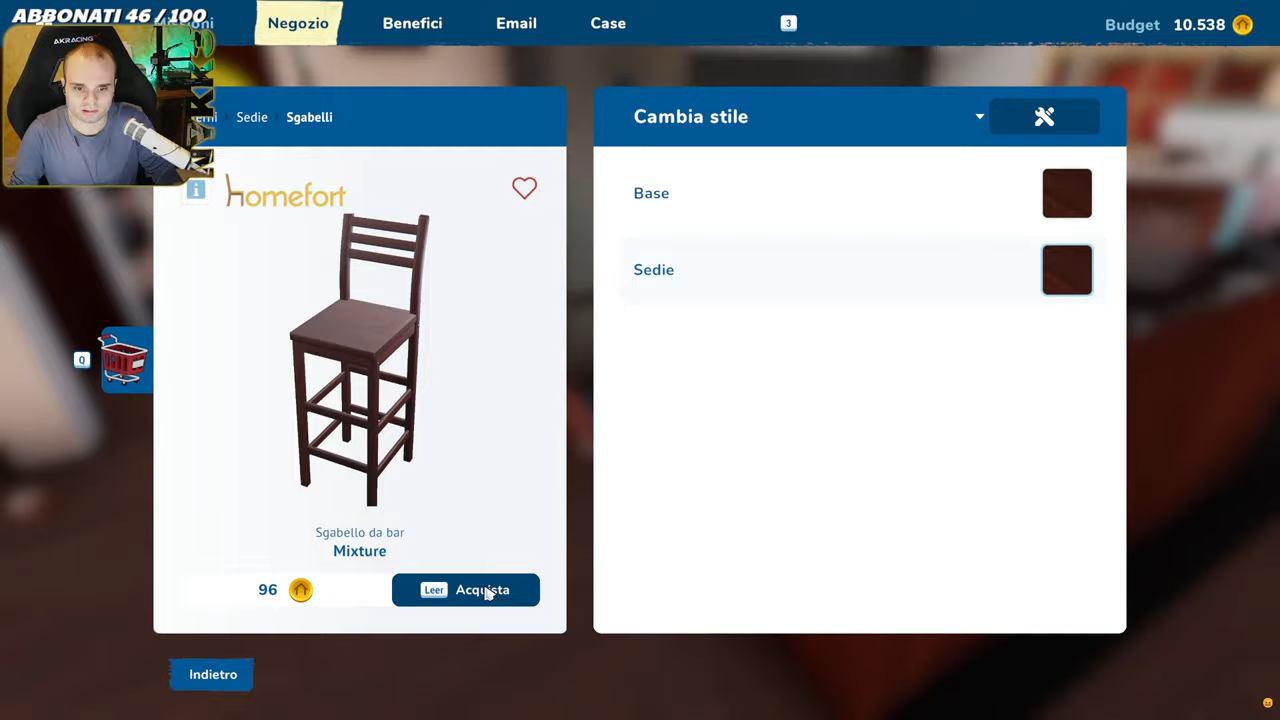 ABBONATI 46 / 100
Negozio
Benefici
Email
Case
3
Budget 10.538
AKRACING
Sedie
Sgabelli
Cambia stile
homefort
Base
Sedie
Q
Sgabello da bar
Mixture
96
Leer Acquista
Indietro